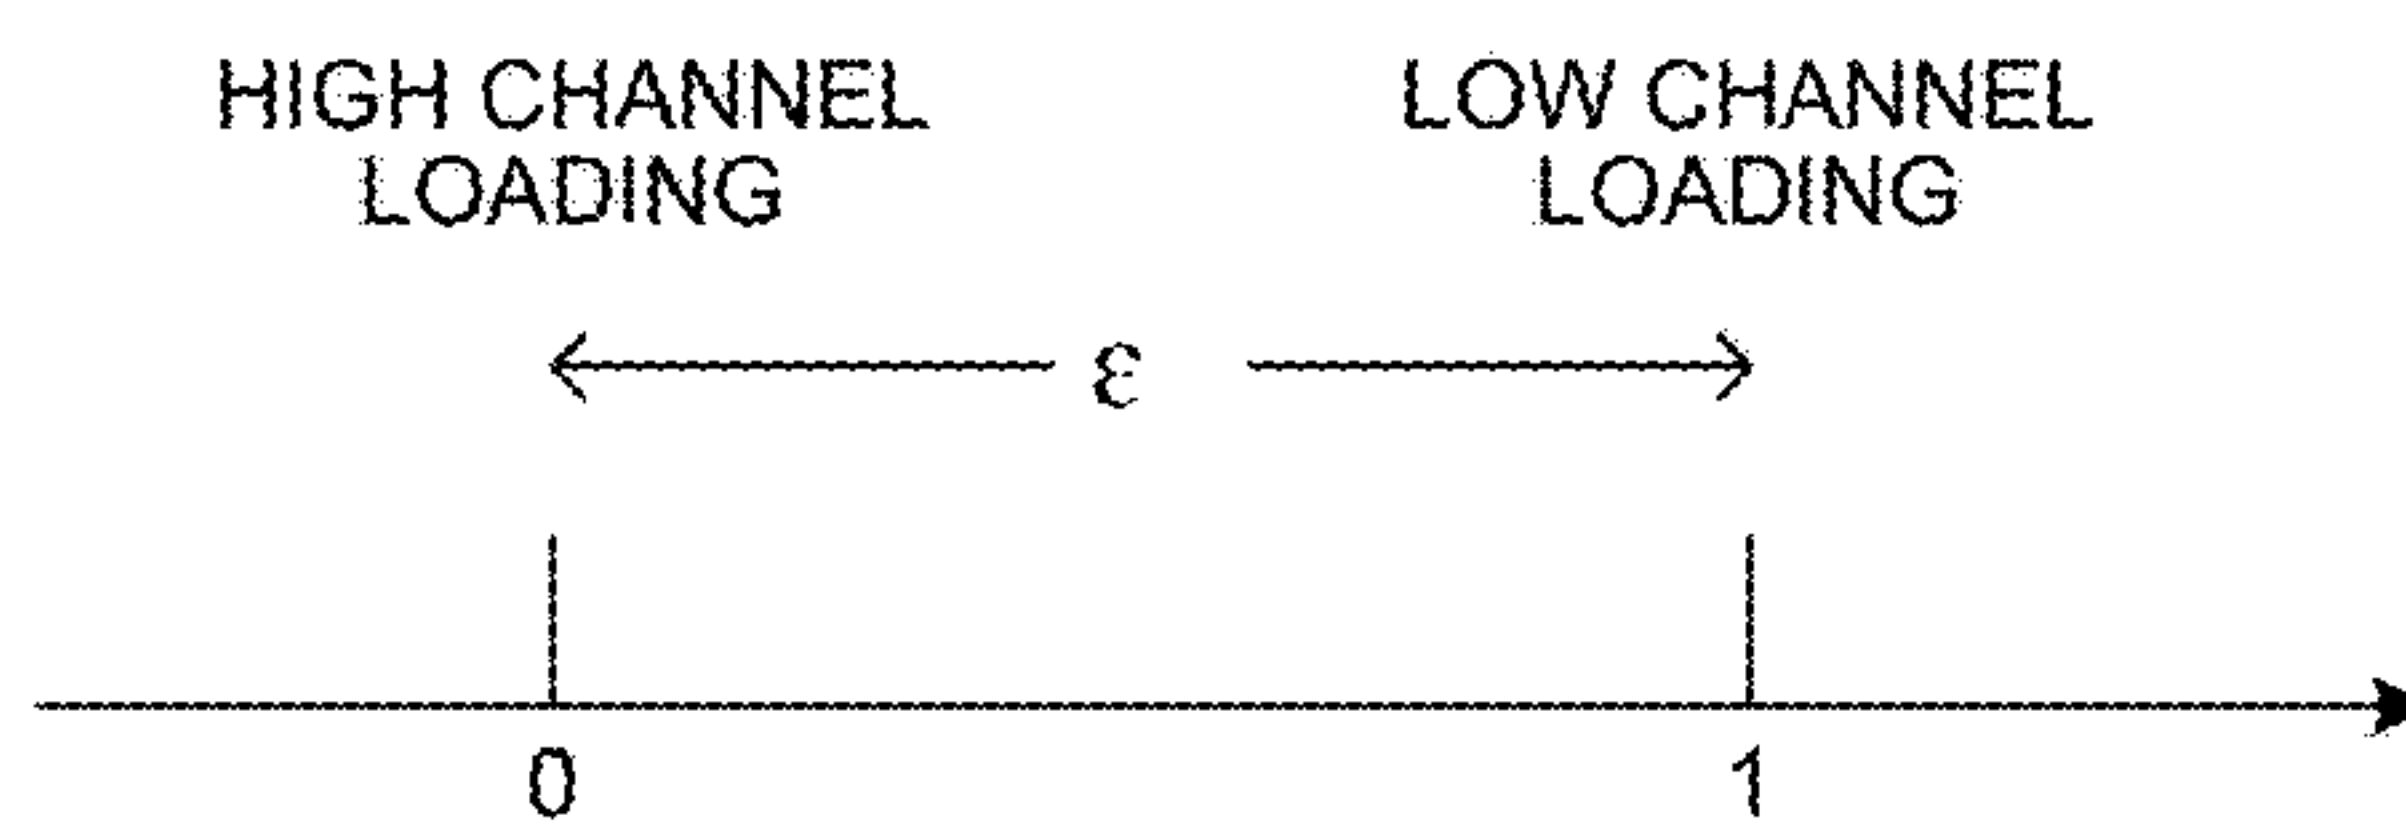 HIGH CHANNEL
LOADING
LOW CHANNEL
LOADING
ε
0
1